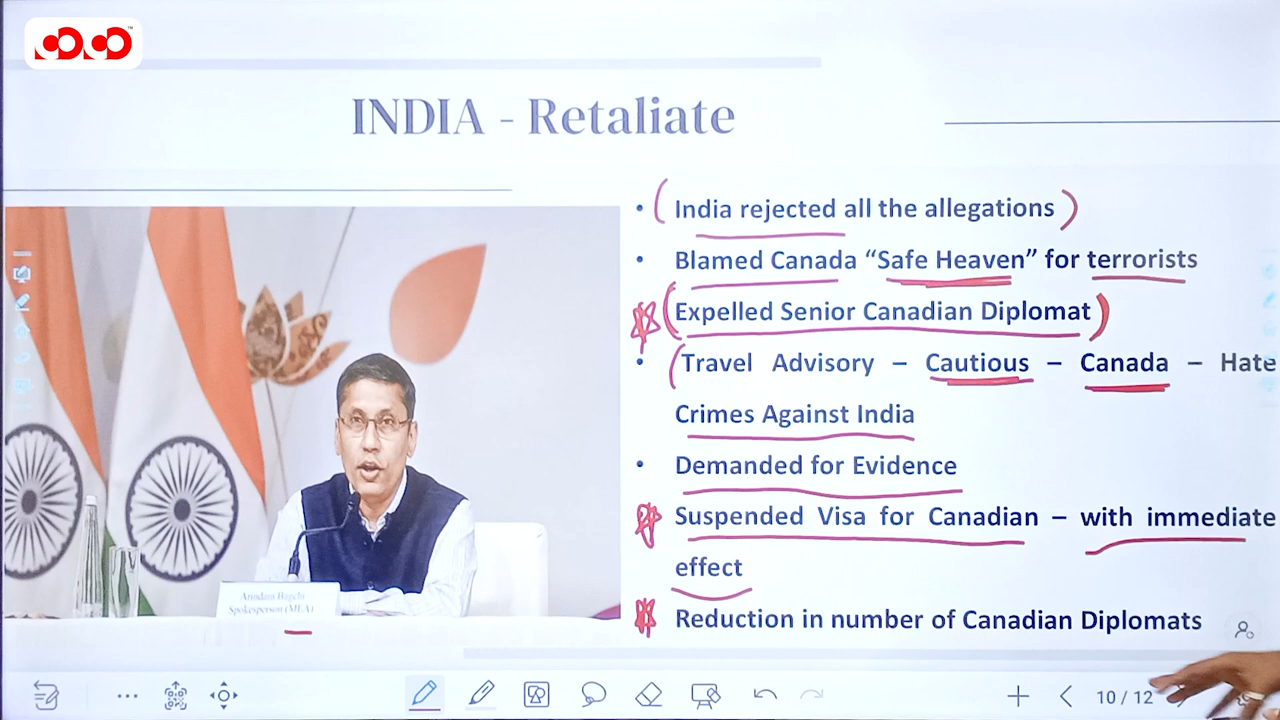 INDIA - Retaliate
• India rejected all the allegations
• Blamed Canada “Safe Heaven” for terrorists
Expelled Senior Canadian Diplomat
• Travel Advisory – Cautious – Canada – Hate
Crimes Against India
• Demanded for Evidence
Suspended Visa for Canadian – with immediate
effect
Reduction in number of Canadian Diplomats
Arindam Bagchi
Spokesperson (MEA)
10 / 12